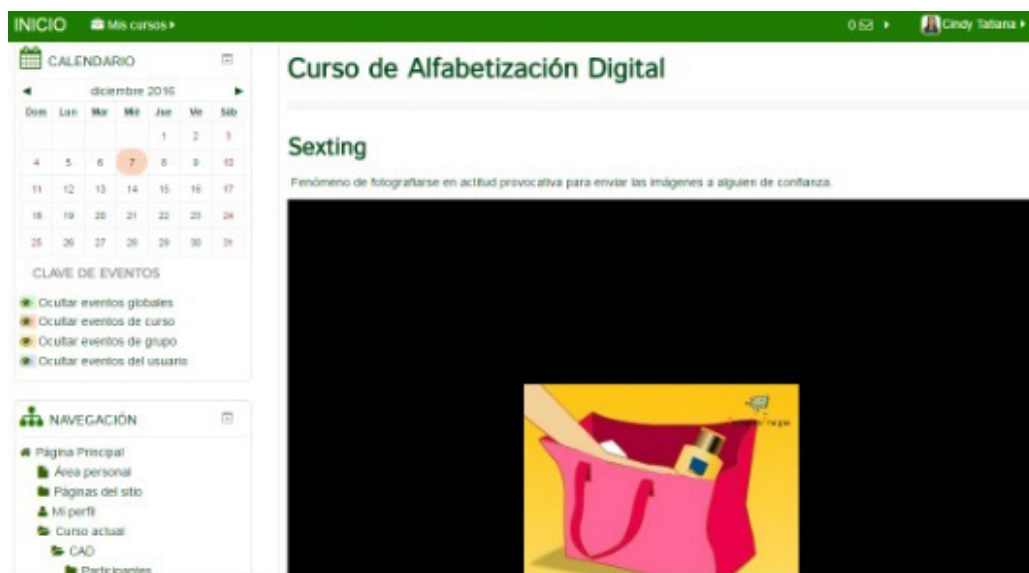 INICIO Mis cursos 0 Cindy Tatiana
CALENDARIO
diciembre 2016
Dom Lun Mar Mié Jue Vie Sáb
1 2 3
4 5 6 7 8 9 10
11 12 13 14 15 16 17
18 19 20 21 22 23 24
25 26 27 28 29 30 31
CLAVE DE EVENTOS
Ocultar eventos globales
Ocultar eventos de curso
Ocultar eventos de grupo
Ocultar eventos del usuario
NAVEGACIÓN
Página Principal
Área personal
Páginas del sitio
Mi perfil
Curso actual
CAD
Participantes
Curso de Alfabetización Digital
Sexting
Fenómeno de fotografiarse en actitud provocativa para enviar las imágenes a alguien de confianza.